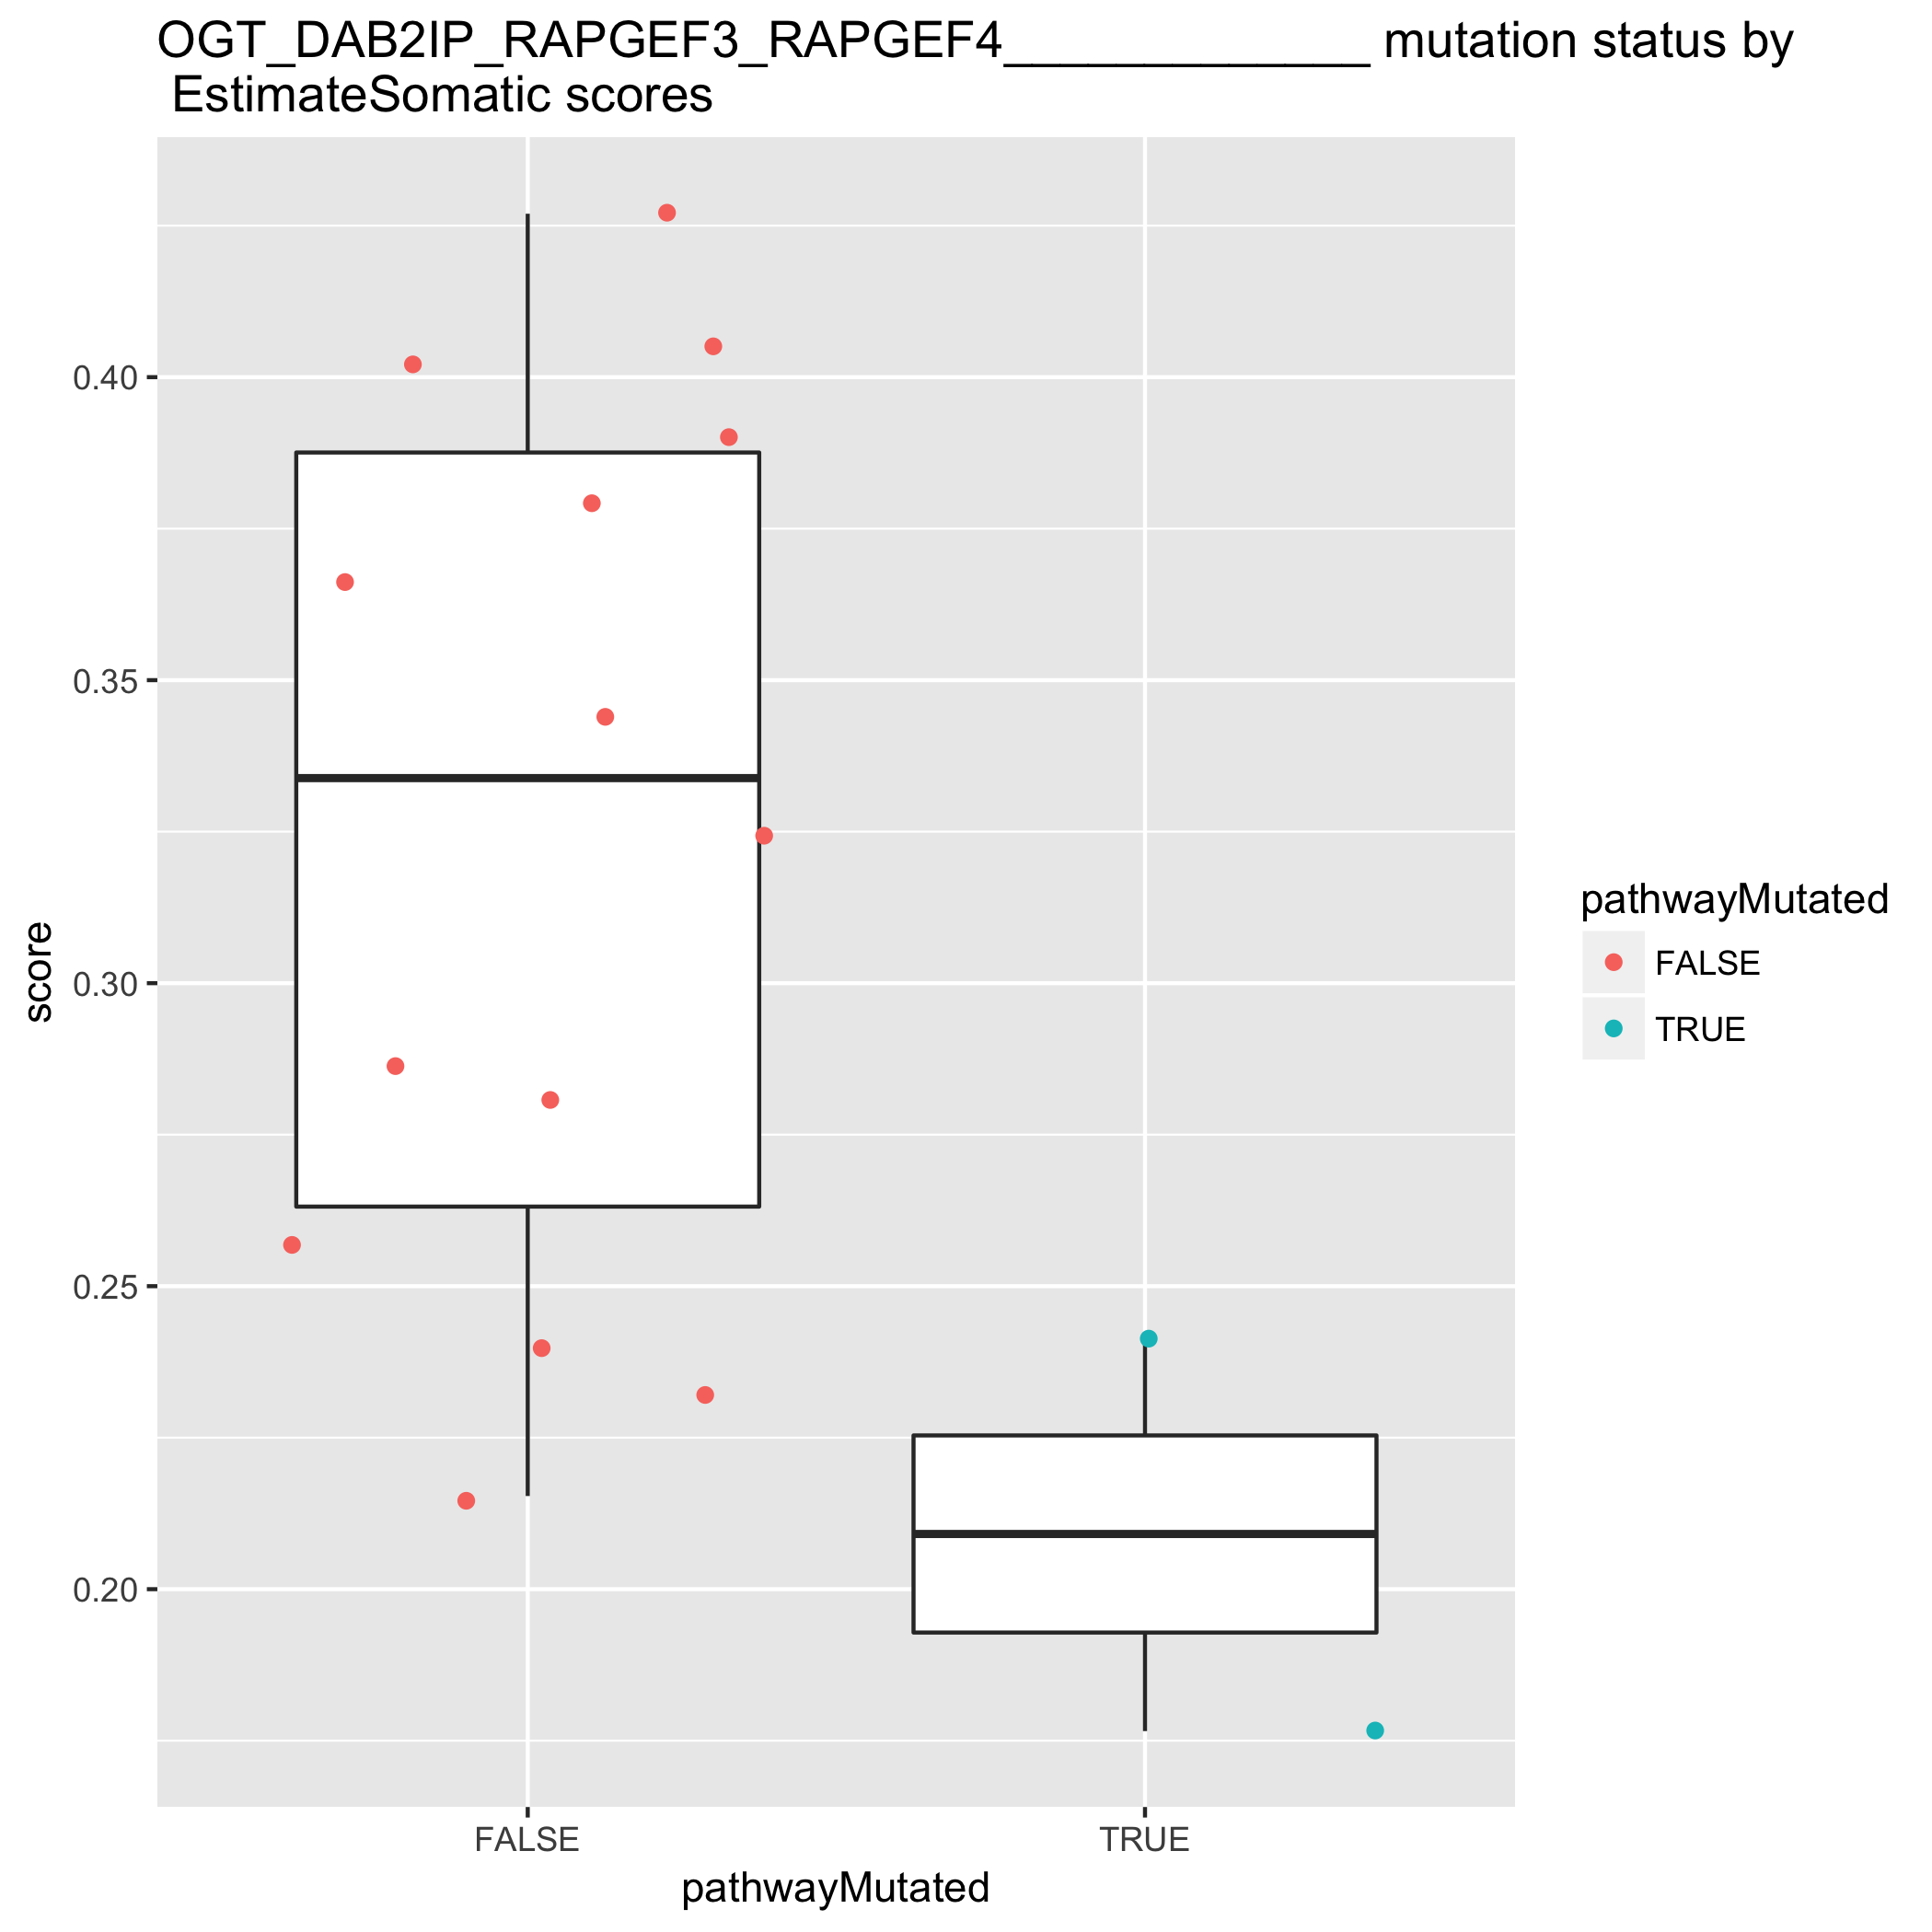 OGT_DAB2IP_RAPGEF3_RAPGEF4_____________ mutation status by
EstimateSomatic scores
score
0.40
0.35
0.30
0.25
0.20
FALSE
TRUE
pathwayMutated
pathwayMutated
FALSE
TRUE